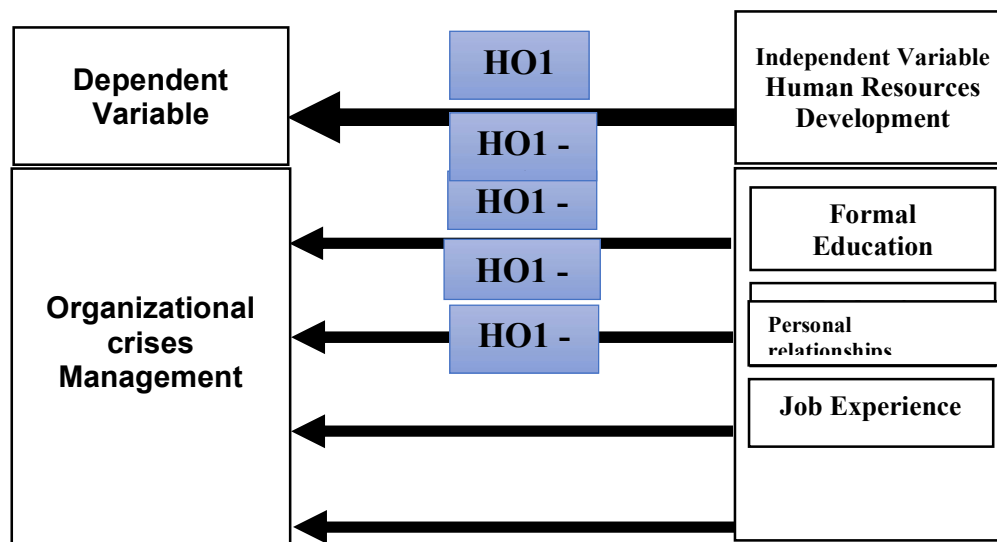 Dependent
Variable
HO1
Independent Variable
Human Resources
Development
HO1 -
HO1 -
HO1 -
HO1 -
Organizational
crises
Management
Formal
Education
Personal
relationships
Job Experience